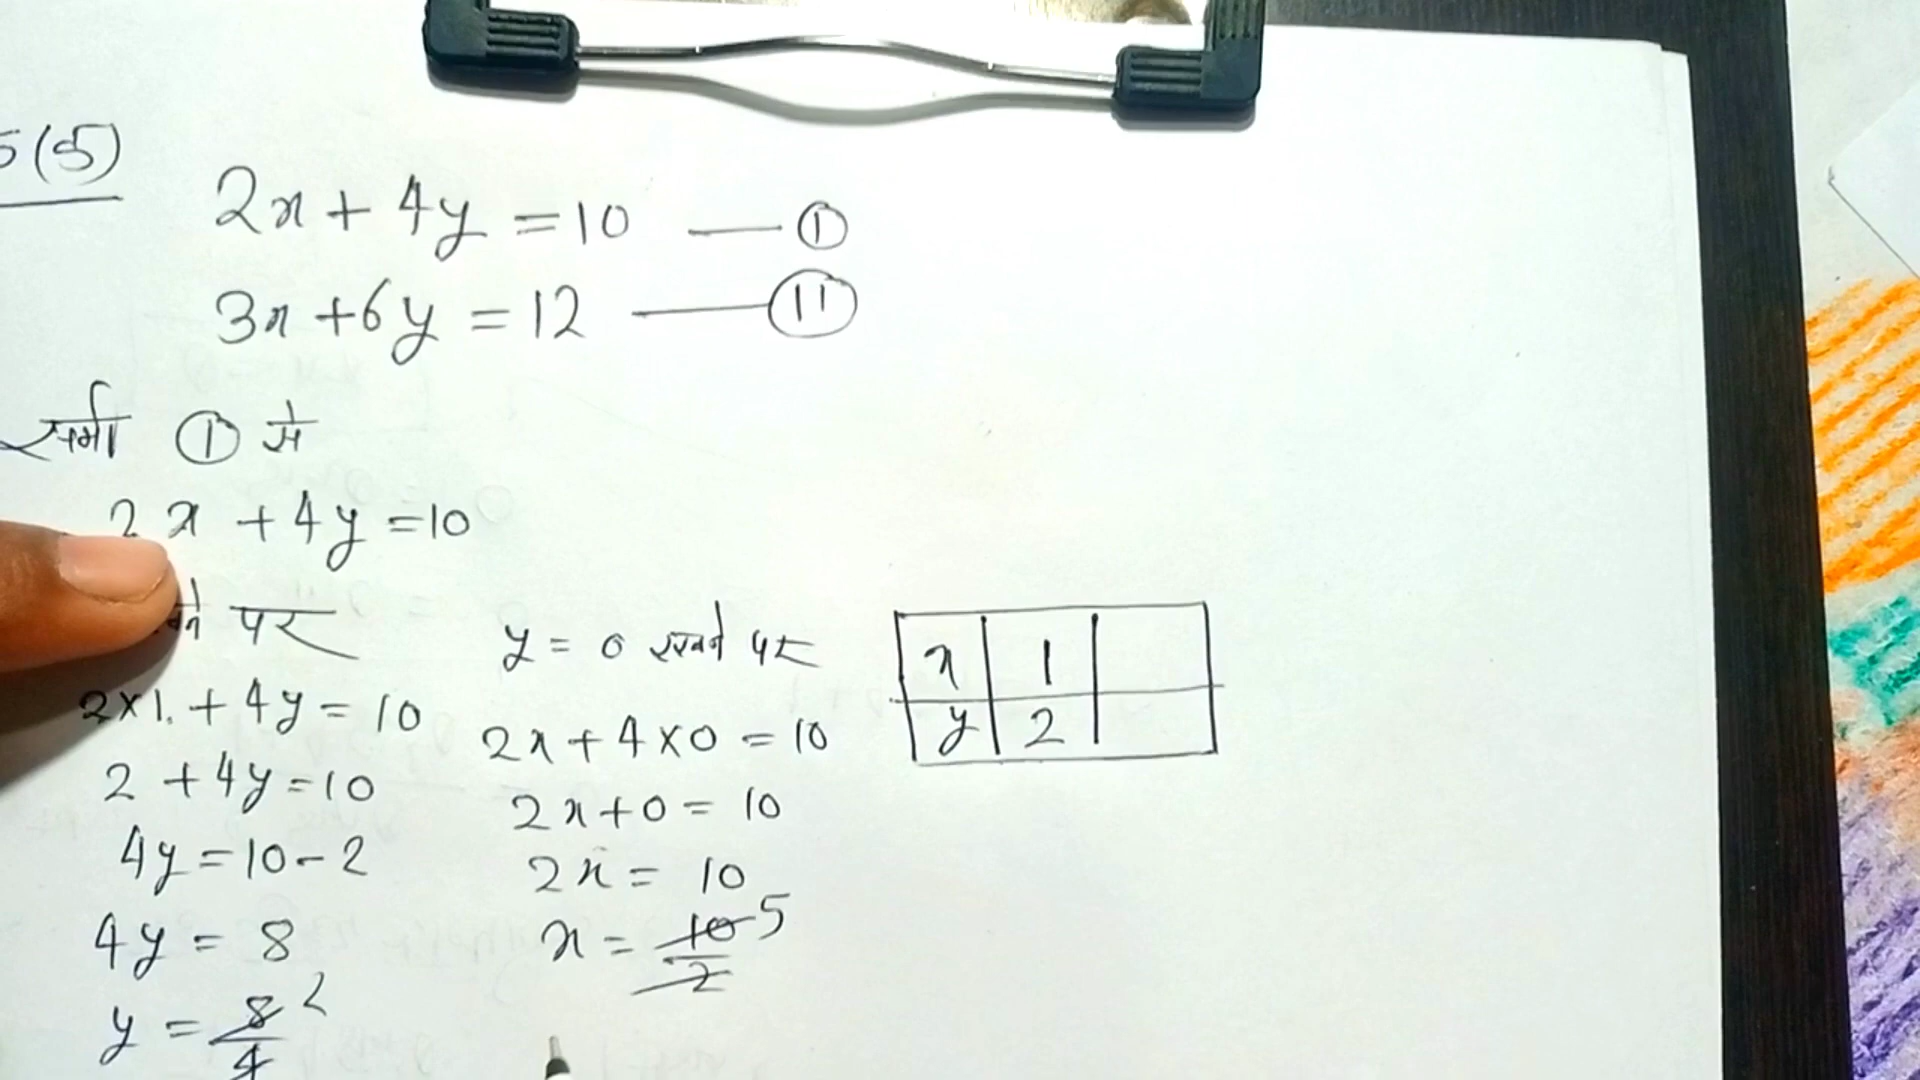 5(क)
2x + 4y = 10 — ①
3x + 6y = 12 — ⑪
समी ① से
2x + 4y = 10
पर
2×1 + 4y = 10
2 + 4y = 10
4y = 10 - 2
4y = 8
y = 8/4 2
y = 0 रखने पर
2x + 4×0 = 10
2x + 0 = 10
2x = 10
x = 10/2 5
x 1
y 2